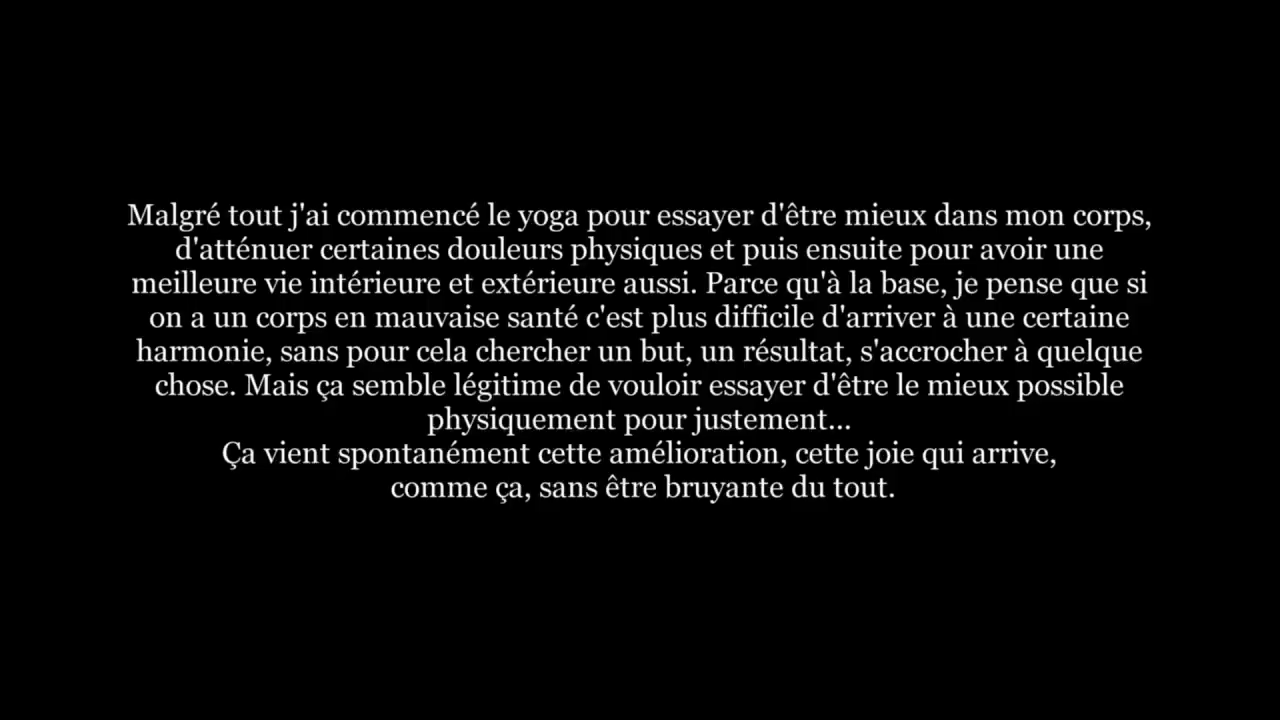 Malgré tout j'ai commencé le yoga pour essayer d'être mieux dans mon corps,
d'atténuer certaines douleurs physiques et puis ensuite pour avoir une
meilleure vie intérieure et extérieure aussi. Parce qu'à la base, je pense que si
on a un corps en mauvaise santé c'est plus difficile d'arriver à une certaine
harmonie, sans pour cela chercher un but, un résultat, s'accrocher à quelque
chose. Mais ça semble légitime de vouloir essayer d'être le mieux possible
physiquement pour justement...
Ça vient spontanément cette amélioration, cette joie qui arrive,
comme ça, sans être bruyante du tout.